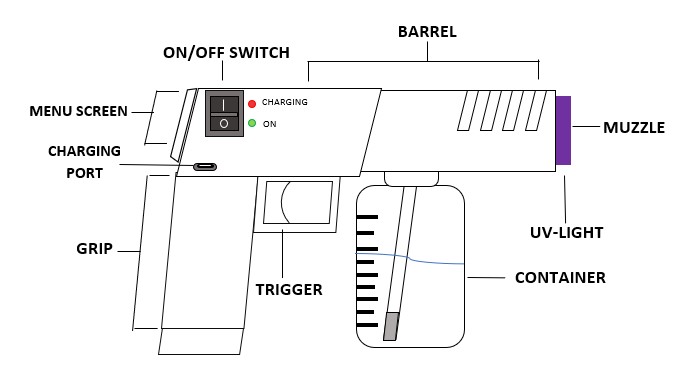 BARREL
ON/OFF SWITCH
MENU SCREEN
CHARGING
ON
CHARGING
PORT
MUZZLE
GRIP
UV-LIGHT
TRIGGER
CONTAINER